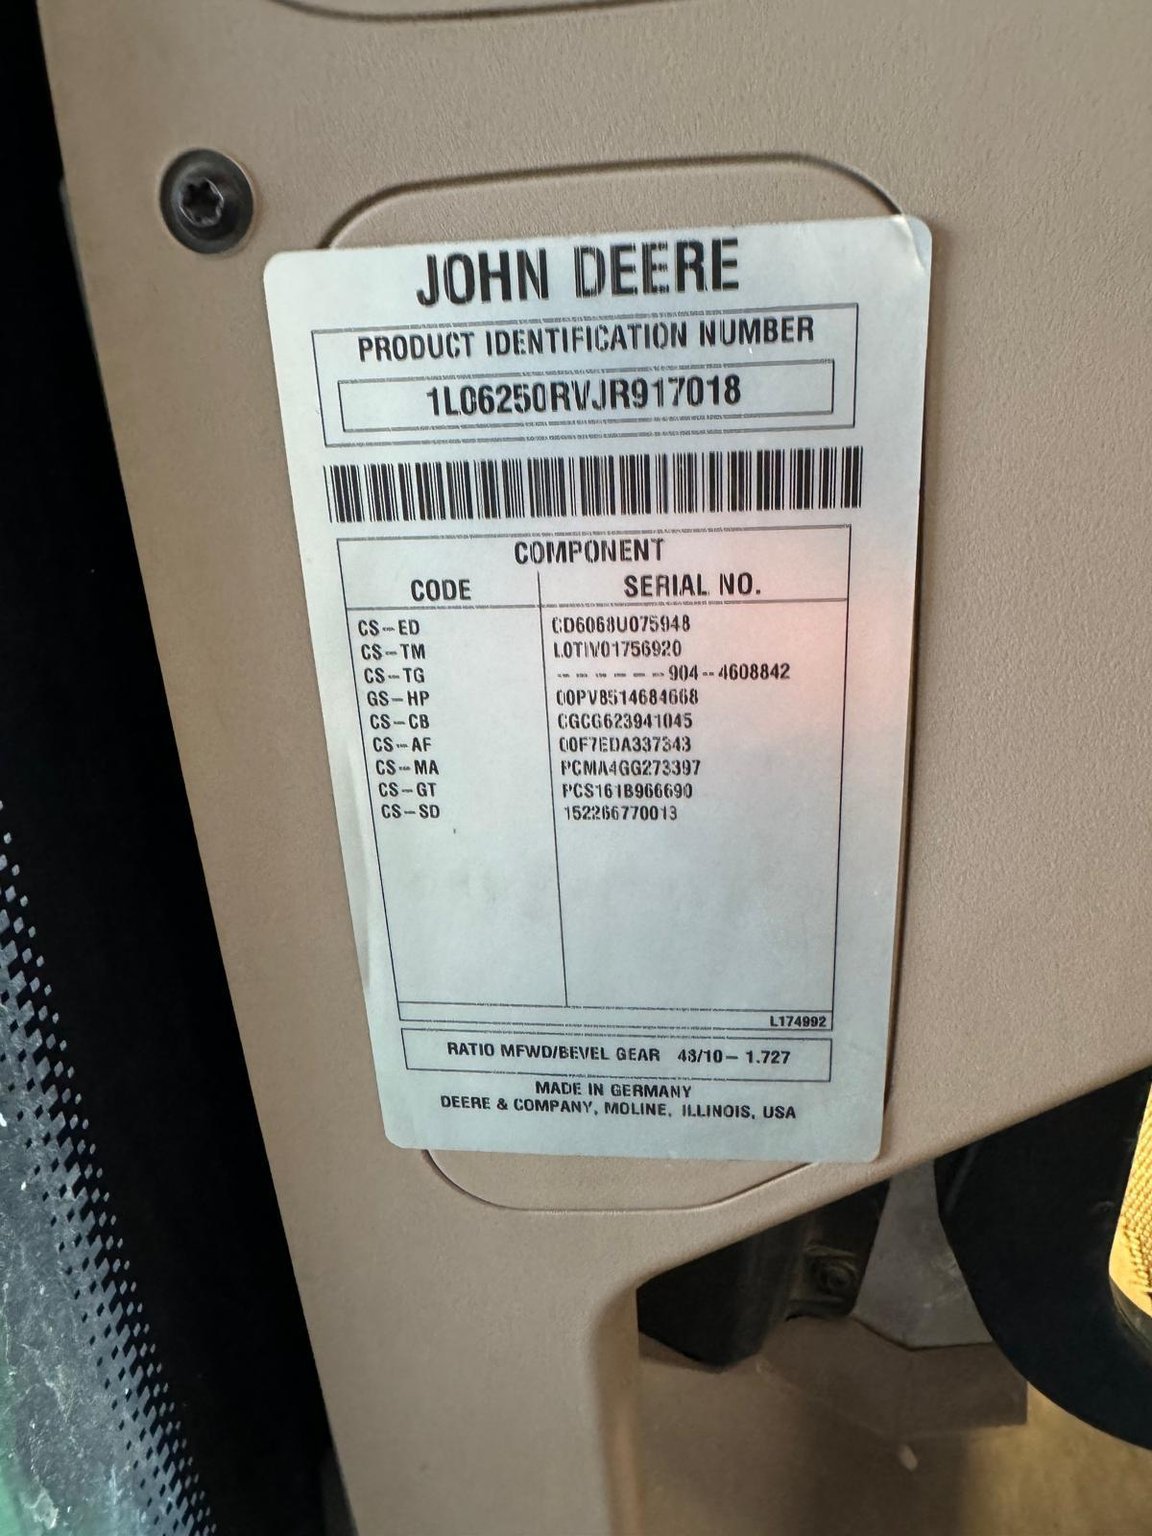 JOHN DEERE
PRODUCT IDENTIFICATION NUMBER
1L06250RVJR917018
COMPONENT
CODE SERIAL NO.
CS-ED CD6068U075948
CS-TM L0TIV01756920
CS-TG ------904--4608842
CS-HP 00PV8514684668
CS-CB CGCG623941045
CS-AF 00F7EDA337343
CS-MA PCMA4GG273397
CS-GT PCS161B966690
CS-SD 152266770013
L174992
RATIO MFWD/BEVEL GEAR 43/10- 1.727
MADE IN GERMANY
DEERE & COMPANY, MOLINE, ILLINOIS, USA